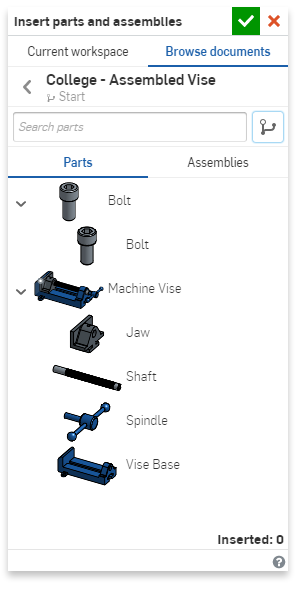 Insert parts and assemblies
Current workspace
Browse documents
College - Assembled Vise
Start
Search parts
Parts
Assemblies
Bolt
Bolt
Machine Vise
Jaw
Shaft
Spindle
Vise Base
Inserted: 0
?